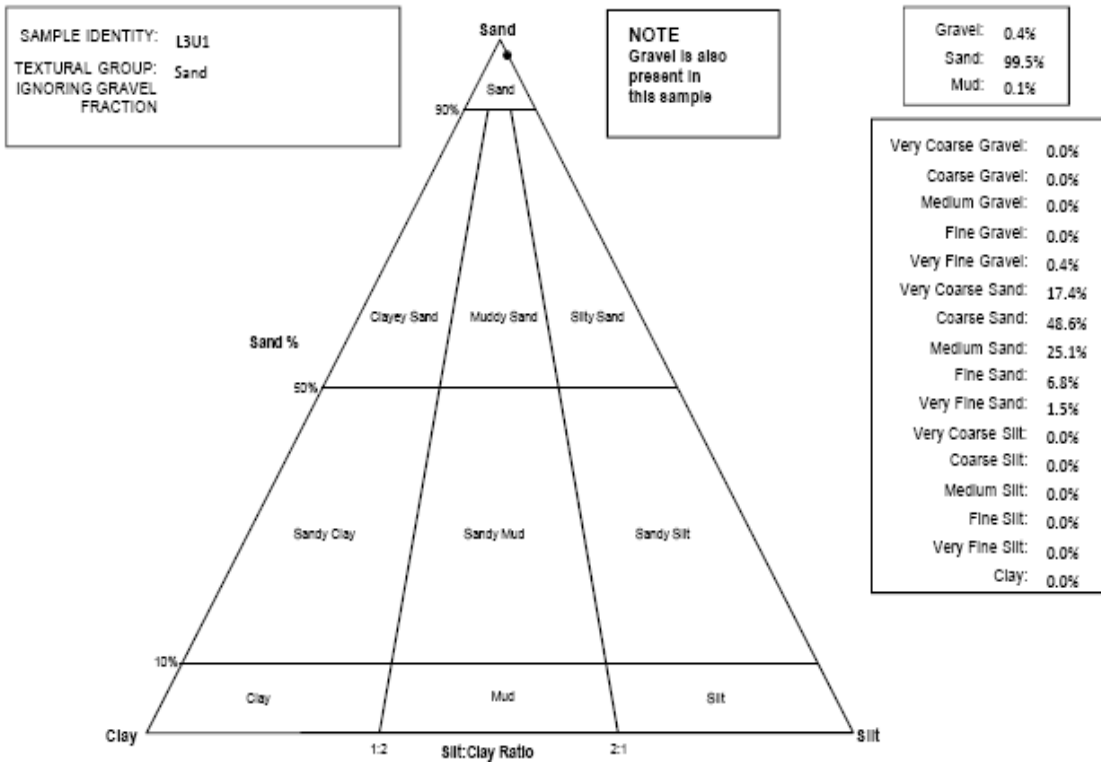 SAMPLE IDENTITY: L3U1
TEXTURAL GROUP: Sand
IGNORING GRAVEL
FRACTION
Sand
NOTE
Gravel is also
present in
this sample
Gravel: 0.4%
Sand: 99.5%
Mud: 0.1%
Very Coarse Gravel: 0.0%
Coarse Gravel: 0.0%
Medium Gravel: 0.0%
Fine Gravel: 0.0%
Very Fine Gravel: 0.4%
Very Coarse Sand: 17.4%
Coarse Sand: 48.6%
Medium Sand: 25.1%
Fine Sand: 6.8%
Very Fine Sand: 1.5%
Very Coarse Silt: 0.0%
Coarse Silt: 0.0%
Medium Silt: 0.0%
Fine Silt: 0.0%
Very Fine Silt: 0.0%
Clay: 0.0%
Sand
90%
Clayey Sand Muddy Sand Silty Sand
Sand %
50%
Sandy Clay Sandy Mud Sandy Silt
10%
Clay Mud Silt
Clay Silt
1:2 Silt:Clay Ratio 2:1